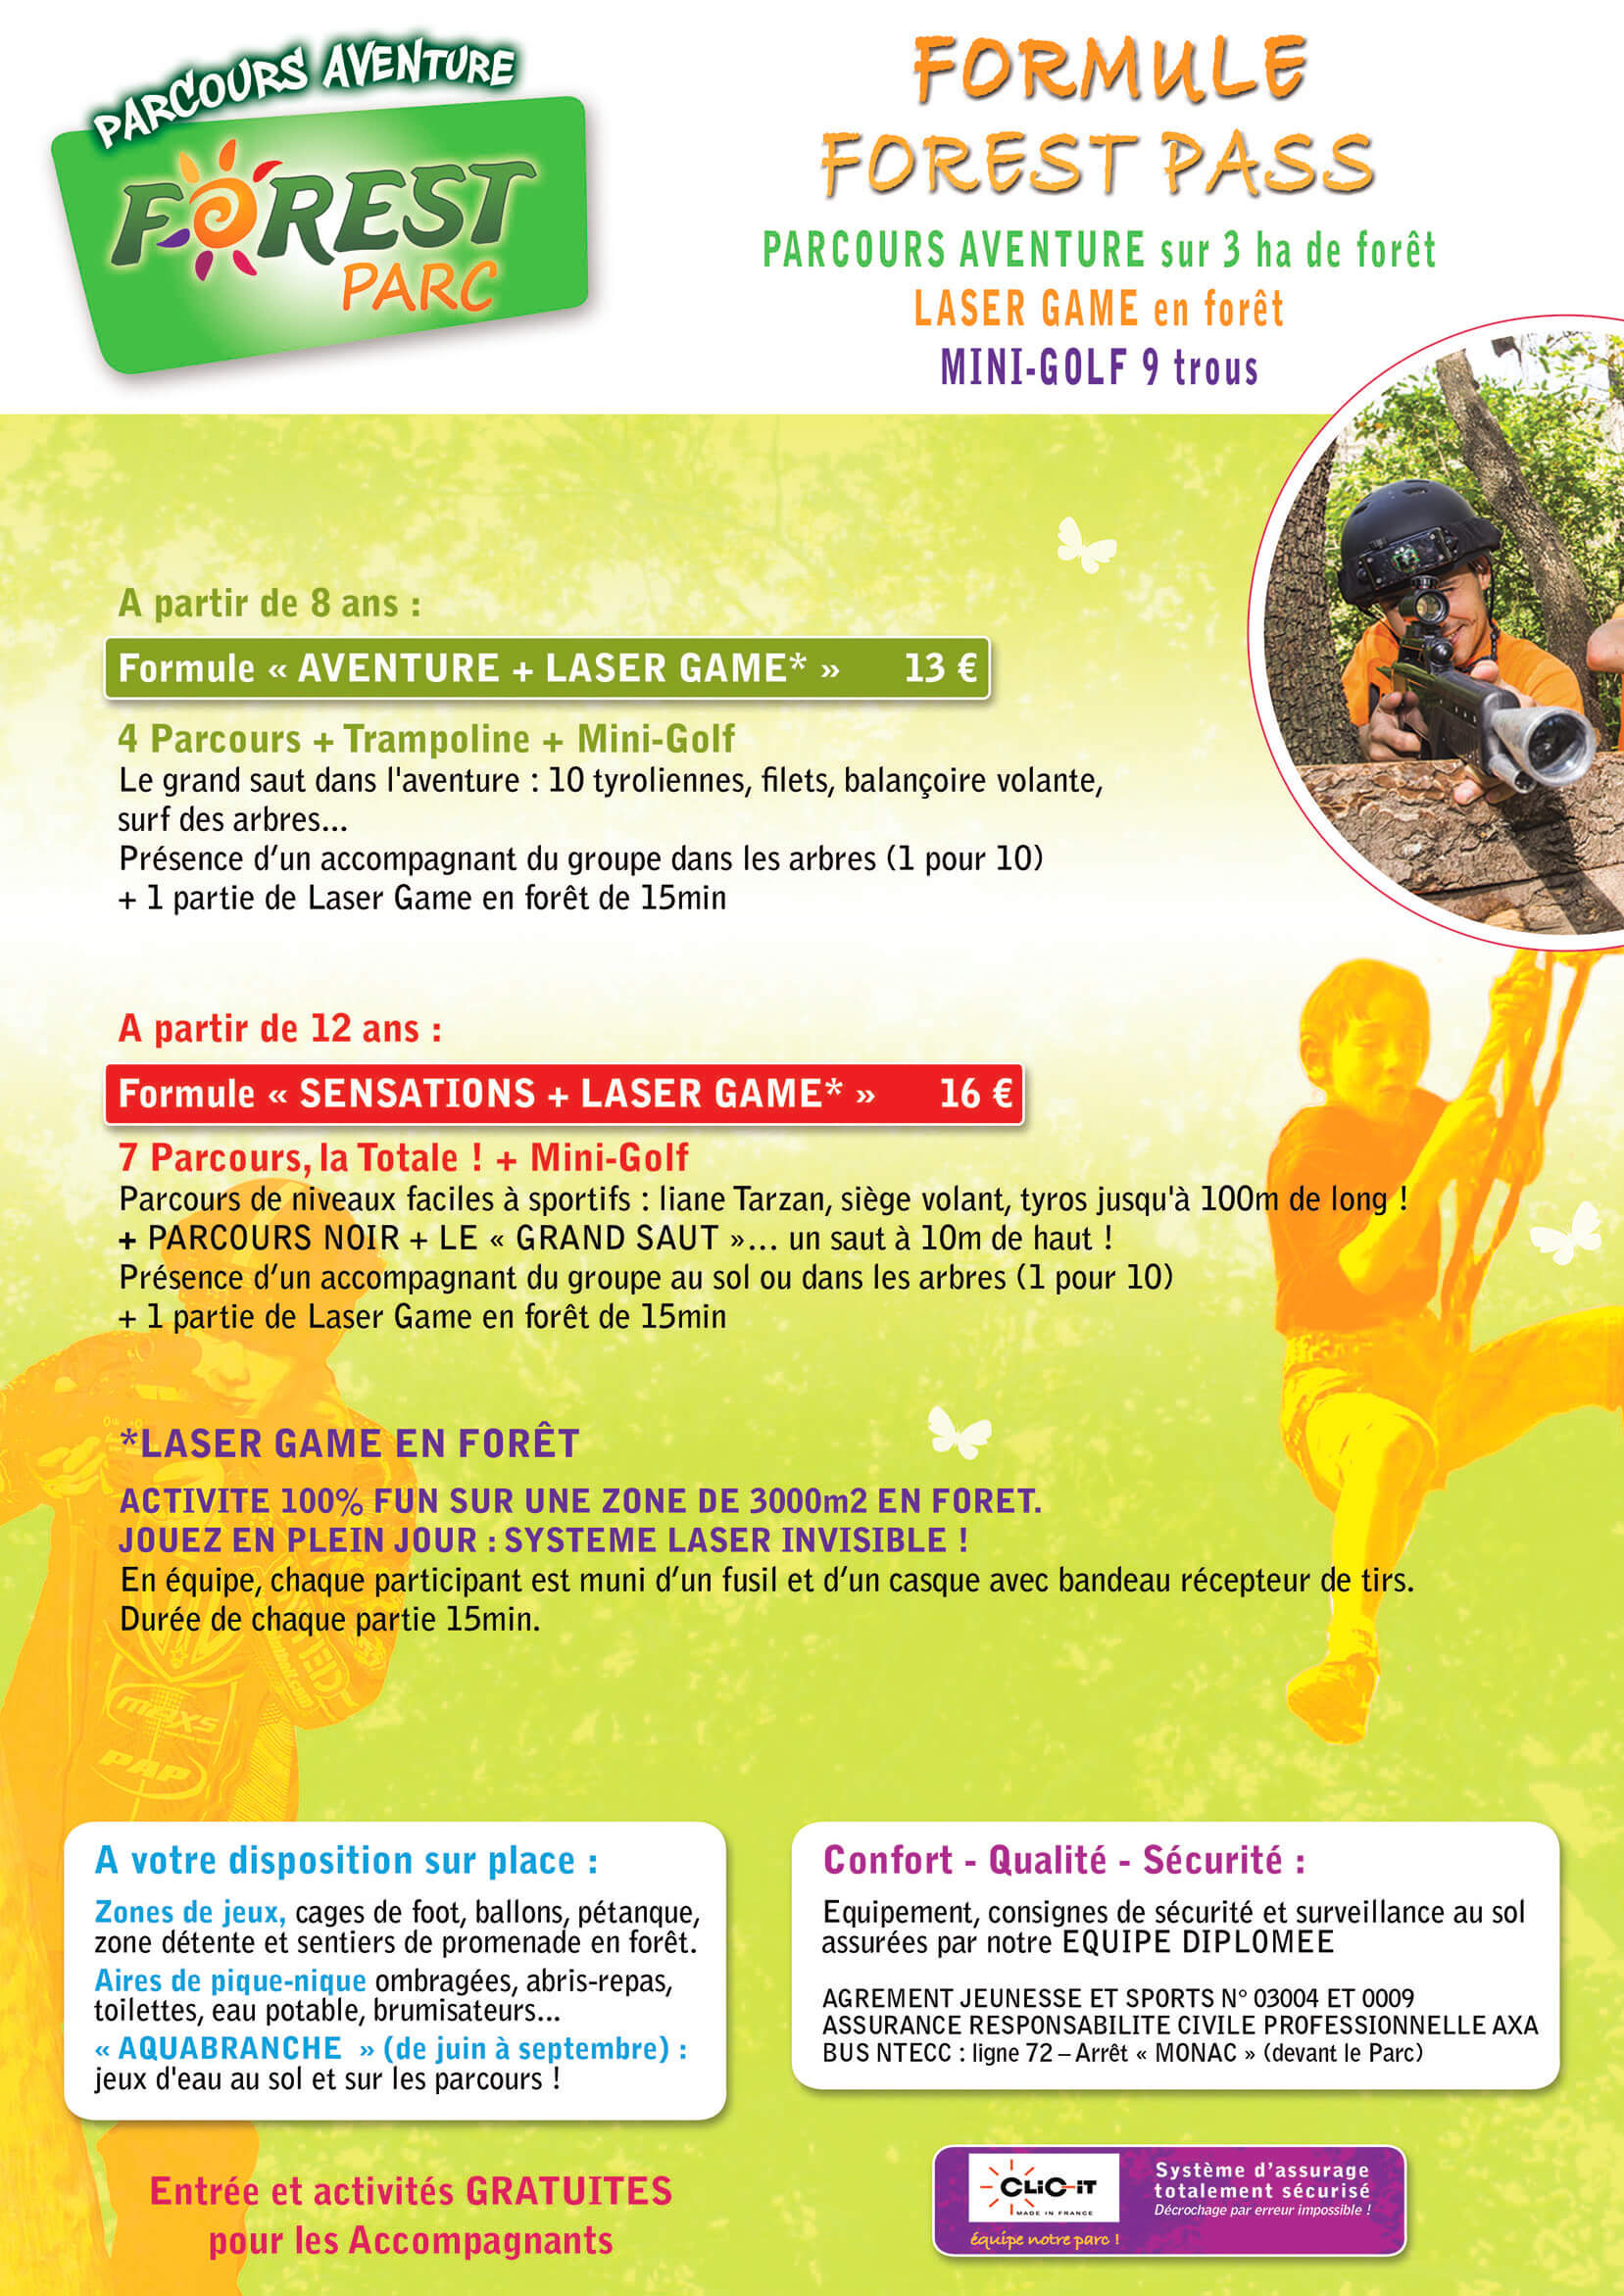 PARCOURS AVENTURE
FOREST
PARC
FORMULE
FOREST PASS
PARCOURS AVENTURE sur 3 ha de forêt
LASER GAME en forêt
MINI-GOLF 9 trous
A partir de 8 ans :
Formule « AVENTURE + LASER GAME* » 13 €
4 Parcours + Trampoline + Mini-Golf
Le grand saut dans l'aventure : 10 tyroliennes, filets, balançoire volante,
surf des arbres...
Présence d’un accompagnant du groupe dans les arbres (1 pour 10)
+ 1 partie de Laser Game en forêt de 15min
A partir de 12 ans :
Formule « SENSATIONS + LASER GAME* » 16 €
7 Parcours, la Totale ! + Mini-Golf
Parcours de niveaux faciles à sportifs : liane Tarzan, siège volant, tyros jusqu'à 100m de long !
+ PARCOURS NOIR + LE « GRAND SAUT »... un saut à 10m de haut !
Présence d’un accompagnant du groupe au sol ou dans les arbres (1 pour 10)
+ 1 partie de Laser Game en forêt de 15min
*LASER GAME EN FORÊT
ACTIVITE 100% FUN SUR UNE ZONE DE 3000m2 EN FORET.
JOUEZ EN PLEIN JOUR : SYSTEME LASER INVISIBLE !
En équipe, chaque participant est muni d’un fusil et d’un casque avec bandeau récepteur de tirs.
Durée de chaque partie 15min.
maxs
PAP
A votre disposition sur place :
Zones de jeux, cages de foot, ballons, pétanque,
zone détente et sentiers de promenade en forêt.
Aires de pique-nique ombragées, abris-repas,
toilettes, eau potable, brumisateurs...
« AQUABRANCHE » (de juin à septembre) :
jeux d'eau au sol et sur les parcours !
Confort - Qualité - Sécurité :
Equipement, consignes de sécurité et surveillance au sol
assurées par notre EQUIPE DIPLOMEE
AGREMENT JEUNESSE ET SPORTS N° 03004 ET 0009
ASSURANCE RESPONSABILITE CIVILE PROFESSIONNELLE AXA
BUS NTECC : ligne 72 – Arrêt « MONAC » (devant le Parc)
Entrée et activités GRATUITES
pour les Accompagnants
CLiC-iT
MADE IN FRANCE
équipe notre parc !
Système d’assurage
totalement sécurisé
Décrochage par erreur impossible !